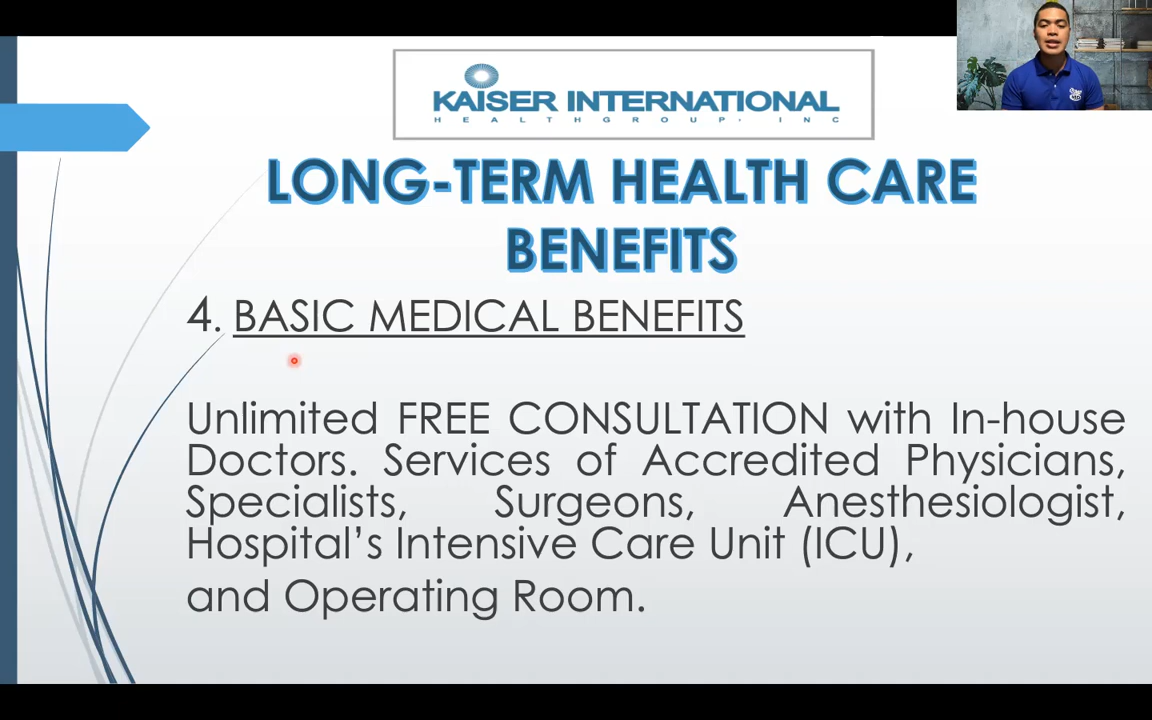 KAISER INTERNATIONAL
HEALTHGROUP, INC
LONG-TERM HEALTH CARE
BENEFITS
4. BASIC MEDICAL BENEFITS
Unlimited FREE CONSULTATION with In-house
Doctors. Services of Accredited Physicians,
Specialists, Surgeons, Anesthesiologist,
Hospital's Intensive Care Unit (ICU),
and Operating Room.